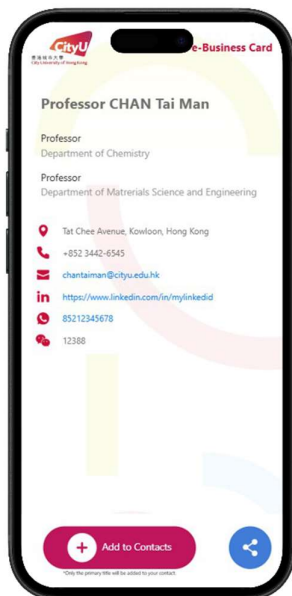 CityU
香港城市大學
City University of Hong Kong
e-Business Card
Professor CHAN Tai Man
Professor
Department of Chemistry
Professor
Department of Matrerials Science and Engineering
Tat Chee Avenue, Kowloon, Hong Kong
+852 3442-6545
chantaiman@cityu.edu.hk
in
https://www.linkedin.com/in/mylinkedid
85212345678
12388
Add to Contacts
*Only the primary title will be added to your contact.